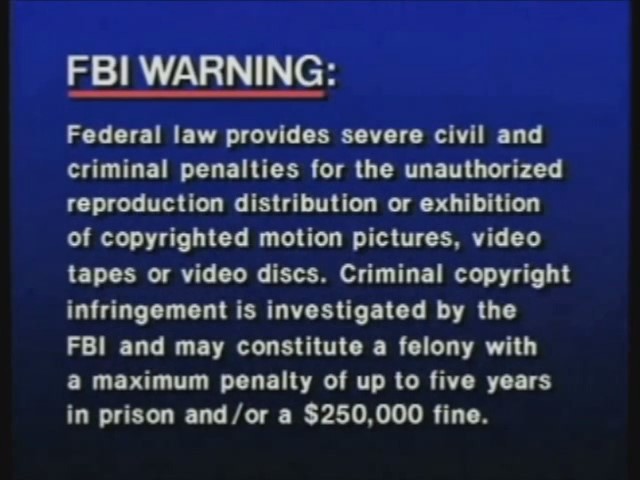 FBI WARNING:
Federal law provides severe civil and
criminal penalties for the unauthorized
reproduction distribution or exhibition
of copyrighted motion pictures, video
tapes or video discs. Criminal copyright
infringement is investigated by the
FBI and may constitute a felony with
a maximum penalty of up to five years
in prison and/or a $250,000 fine.